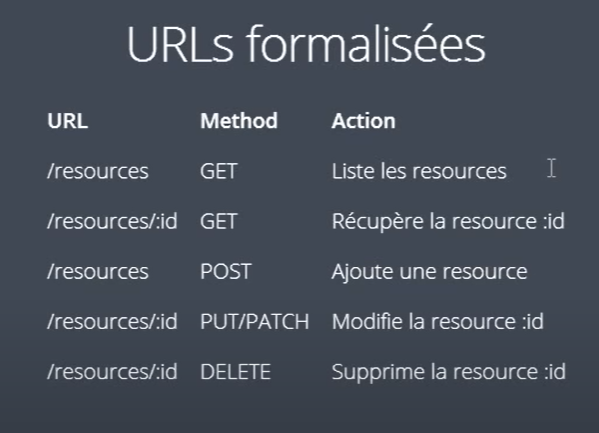 URLs formalisées
URL Method Action
/resources GET Liste les resources
/resources/:id GET Récupère la resource :id
/resources POST Ajoute une resource
/resources/:id PUT/PATCH Modifie la resource :id
/resources/:id DELETE Supprime la resource :id